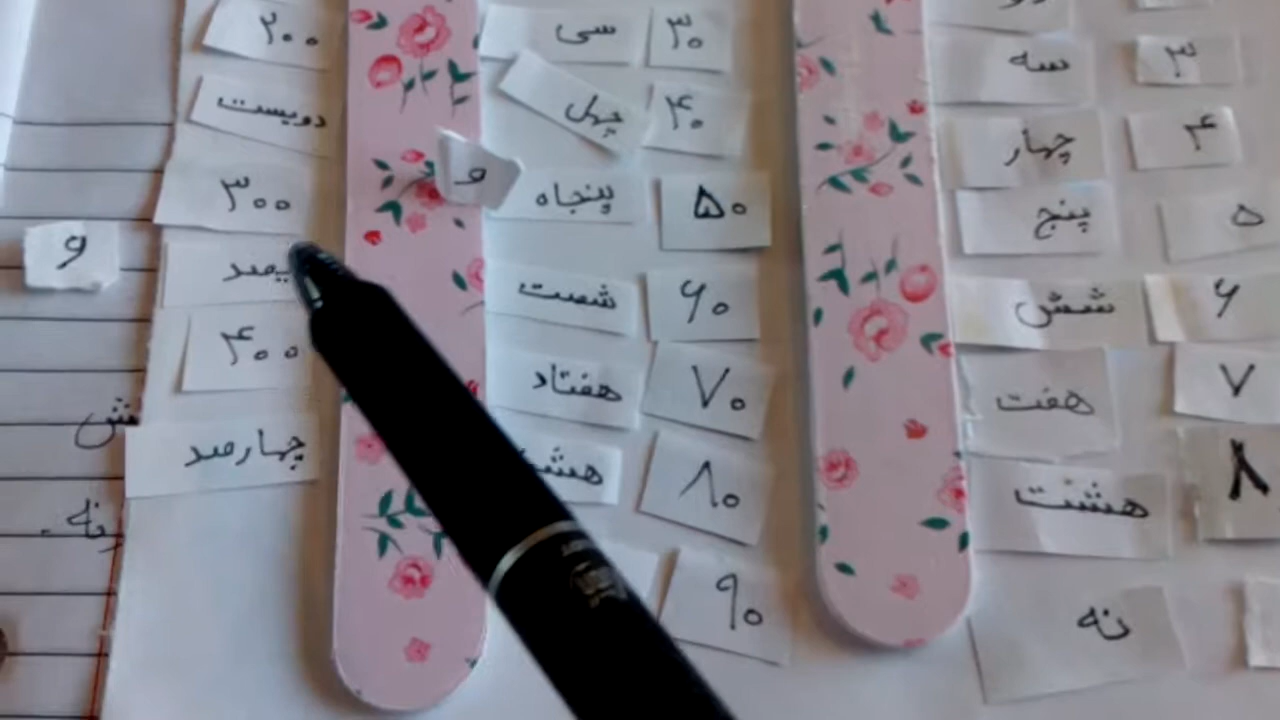 ۳
سه
۴
چهار
۵
پنج
۶
شش
۷
هفت
۸
هشت
نه
۳۰
سی
۴۰
چهل
۵۰
پنجاه
۶۰
شصت
۷۰
هفتاد
۸۰
۹۰
و
۲۰۰
دویست
۳۰۰
۴۰۰
چهارصد
و